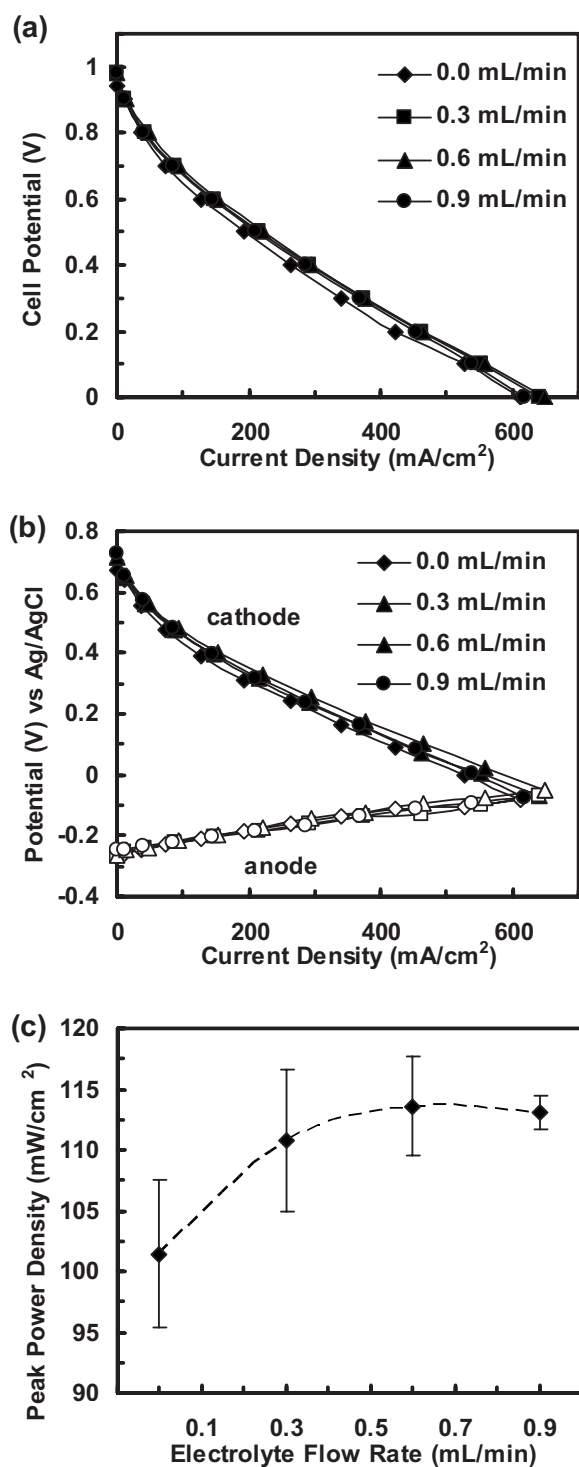 (a)
1
0.8
0.6
0.4
0.2
0
Cell Potential (V)
0.0 mL/min
0.3 mL/min
0.6 mL/min
0.9 mL/min
0 200 400 600
Current Density (mA/cm²)
(b)
0.8
0.6
0.4
0.2
0
-0.2
-0.4
Potential (V) vs Ag/AgCl
0.0 mL/min
0.3 mL/min
0.6 mL/min
0.9 mL/min
cathode
anode
0 200 400 600
Current Density (mA/cm²)
(c)
120
115
110
105
100
95
90
Peak Power Density (mW/cm²)
0.1 0.3 0.5 0.7 0.9
Electrolyte Flow Rate (mL/min)